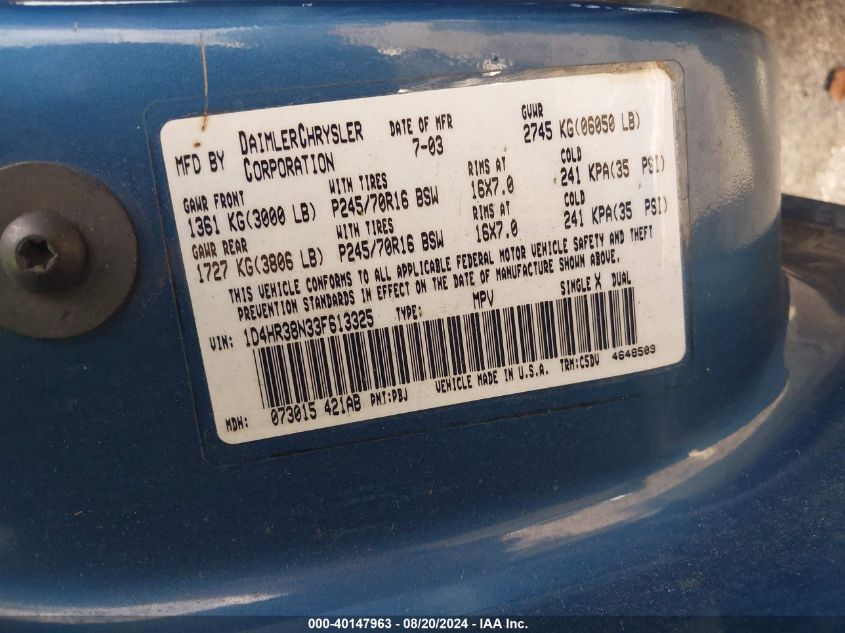 MFD BY DAIMLERCHRYSLER CORPORATION DATE OF MFR 7-03 GVWR 2745 KG(06050 LB)
GAWR FRONT WITH TIRES RIMS AT COLD
1361 KG(3000 LB) P245/70R16 BSW 16X7.0 241 KPA(35 PSI)
GAWR REAR WITH TIRES RIMS AT COLD
1727 KG(3806 LB) P245/70R16 BSW 16X7.0 241 KPA(35 PSI)
THIS VEHICLE CONFORMS TO ALL APPLICABLE FEDERAL MOTOR VEHICLE SAFETY AND THEFT
PREVENTION STANDARDS IN EFFECT ON THE DATE OF MANUFACTURE SHOWN ABOVE.
VIN: 1D4HR38N33F613325 TYPE: MPV SINGLE X DUAL
MDH: 073015 421AB PNT:PBJ VEHICLE MADE IN U.S.A. TRM:C5DV 4648503
000-40147963 - 08/20/2024 - IAA Inc.